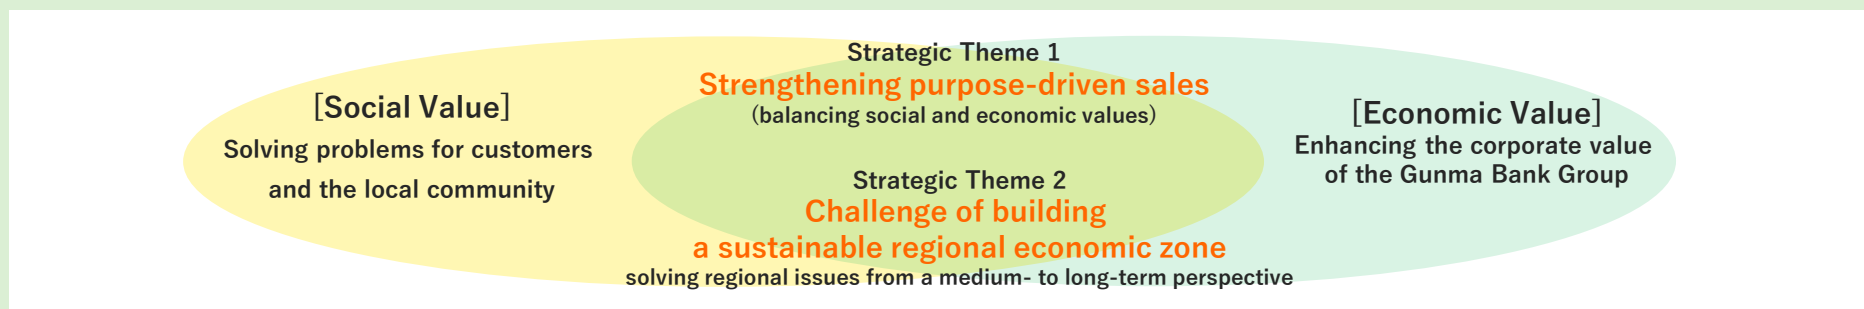 [Social Value]
Solving problems for customers
and the local community
Strategic Theme 1
Strengthening purpose-driven sales
(balancing social and economic values)
Strategic Theme 2
Challenge of building
a sustainable regional economic zone
solving regional issues from a medium- to long-term perspective
[Economic Value]
Enhancing the corporate value
of the Gunma Bank Group